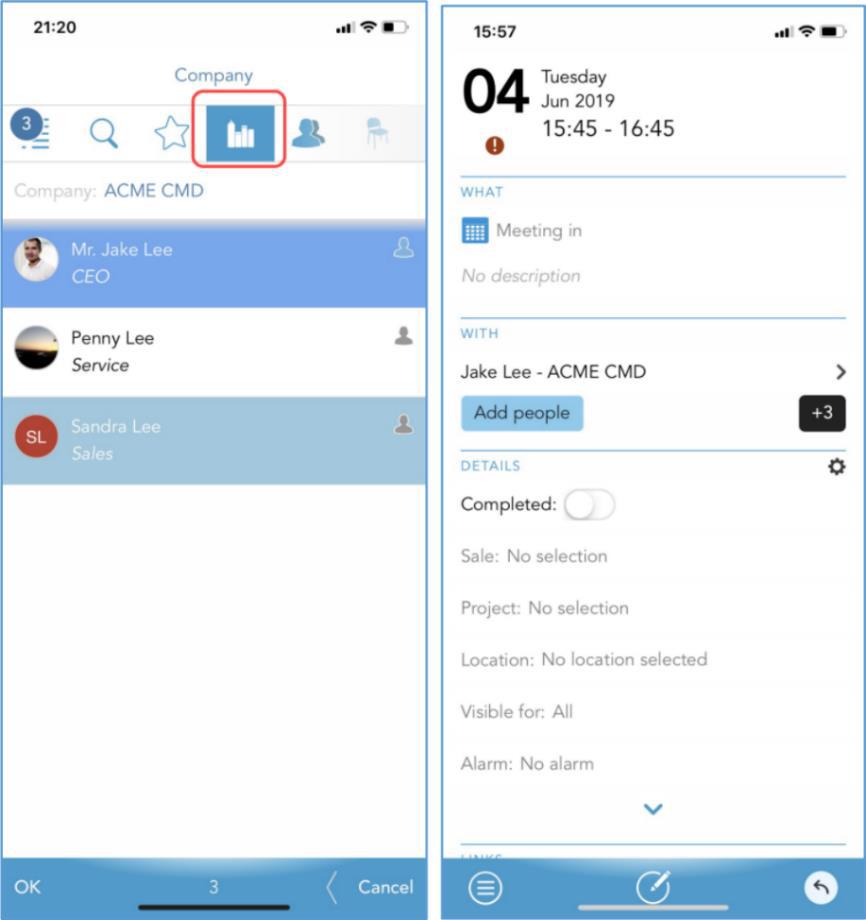 21:20
Company
3
Company: ACME CMD
Mr. Jake Lee
CEO
Penny Lee
Service
SL
Sandra Lee
Sales
OK
3
Cancel
15:57
04
Tuesday
Jun 2019
15:45 - 16:45
WHAT
Meeting in
No description
WITH
Jake Lee - ACME CMD
Add people
+3
DETAILS
Completed:
Sale: No selection
Project: No selection
Location: No location selected
Visible for: All
Alarm: No alarm
LINKS